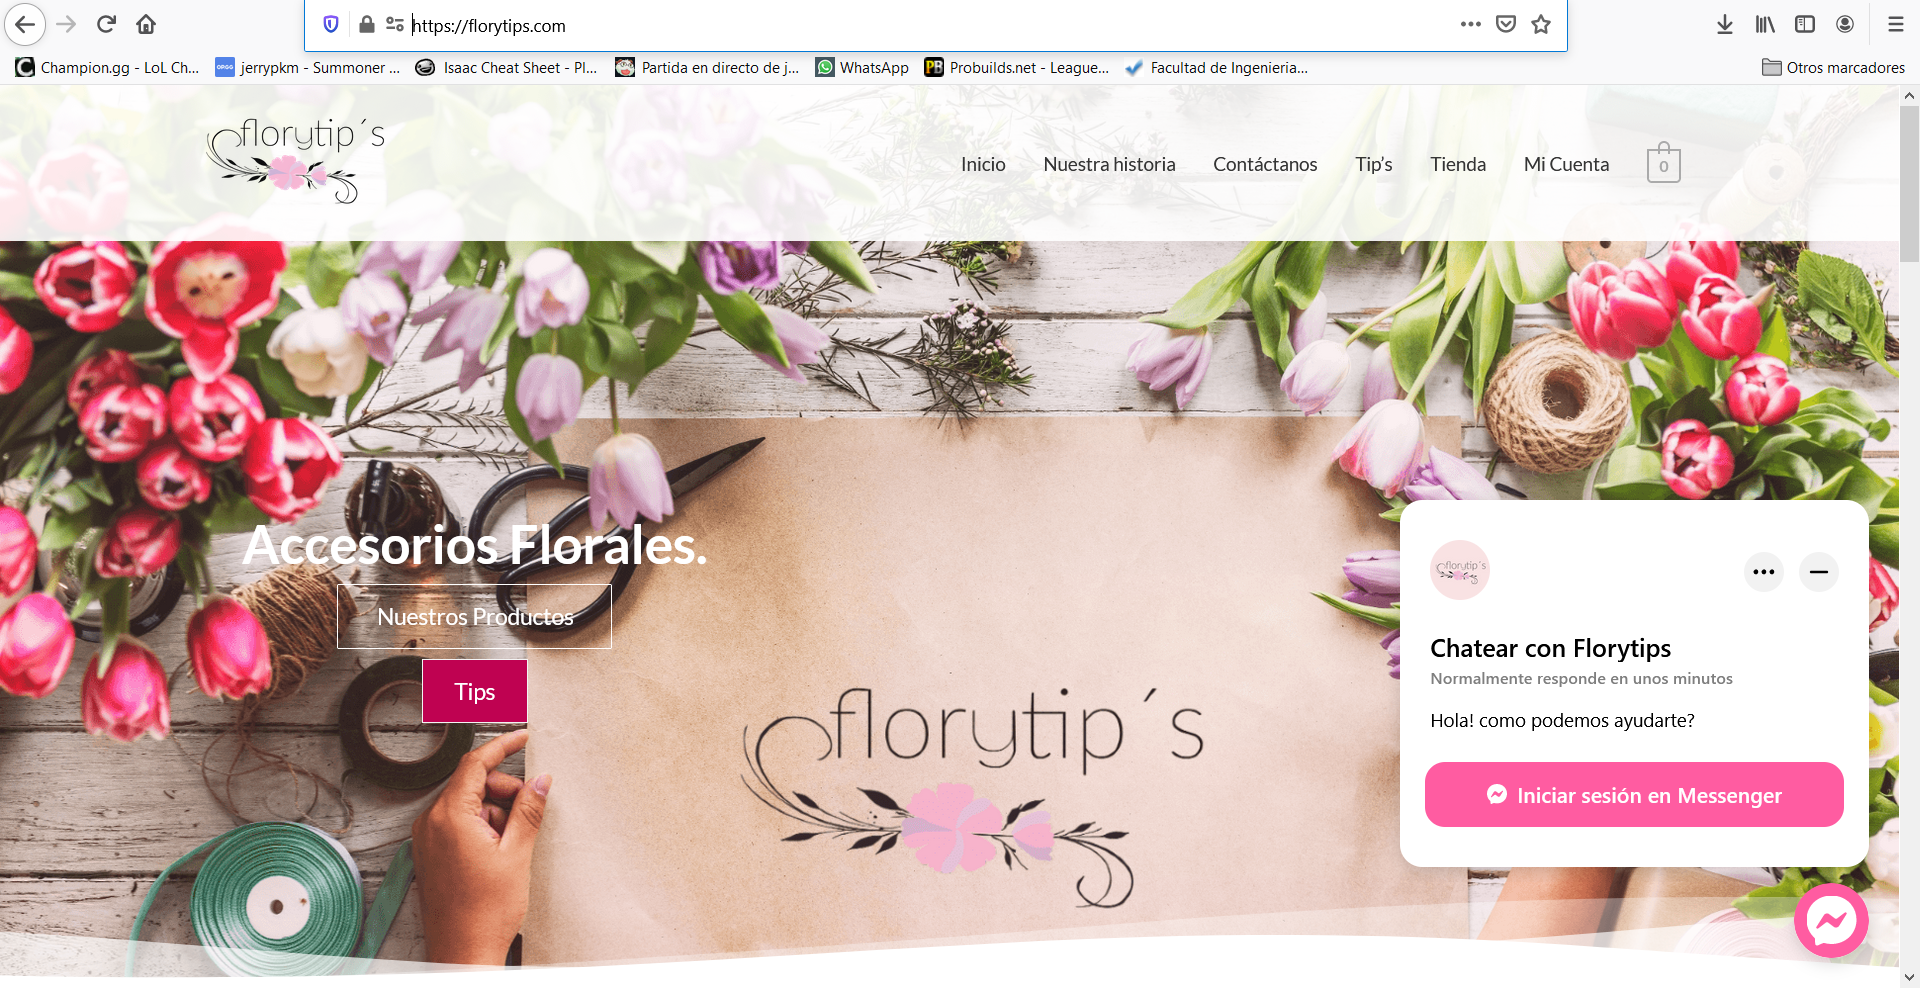 https://florytips.com
Champion.gg - LoL Ch...
jerrypkm - Summoner ...
Isaac Cheat Sheet - Pl...
Partida en directo de j...
WhatsApp
Probuilds.net - League...
Facultad de Ingenieria...
Otros marcadores
florytip´s
Inicio
Nuestra historia
Contáctanos
Tip’s
Tienda
Mi Cuenta
0
Accesorios Florales.
Nuestros Productos
Tips
florytip´s
florytip´s
Chatear con Florytips
Normalmente responde en unos minutos
Hola! como podemos ayudarte?
Iniciar sesión en Messenger